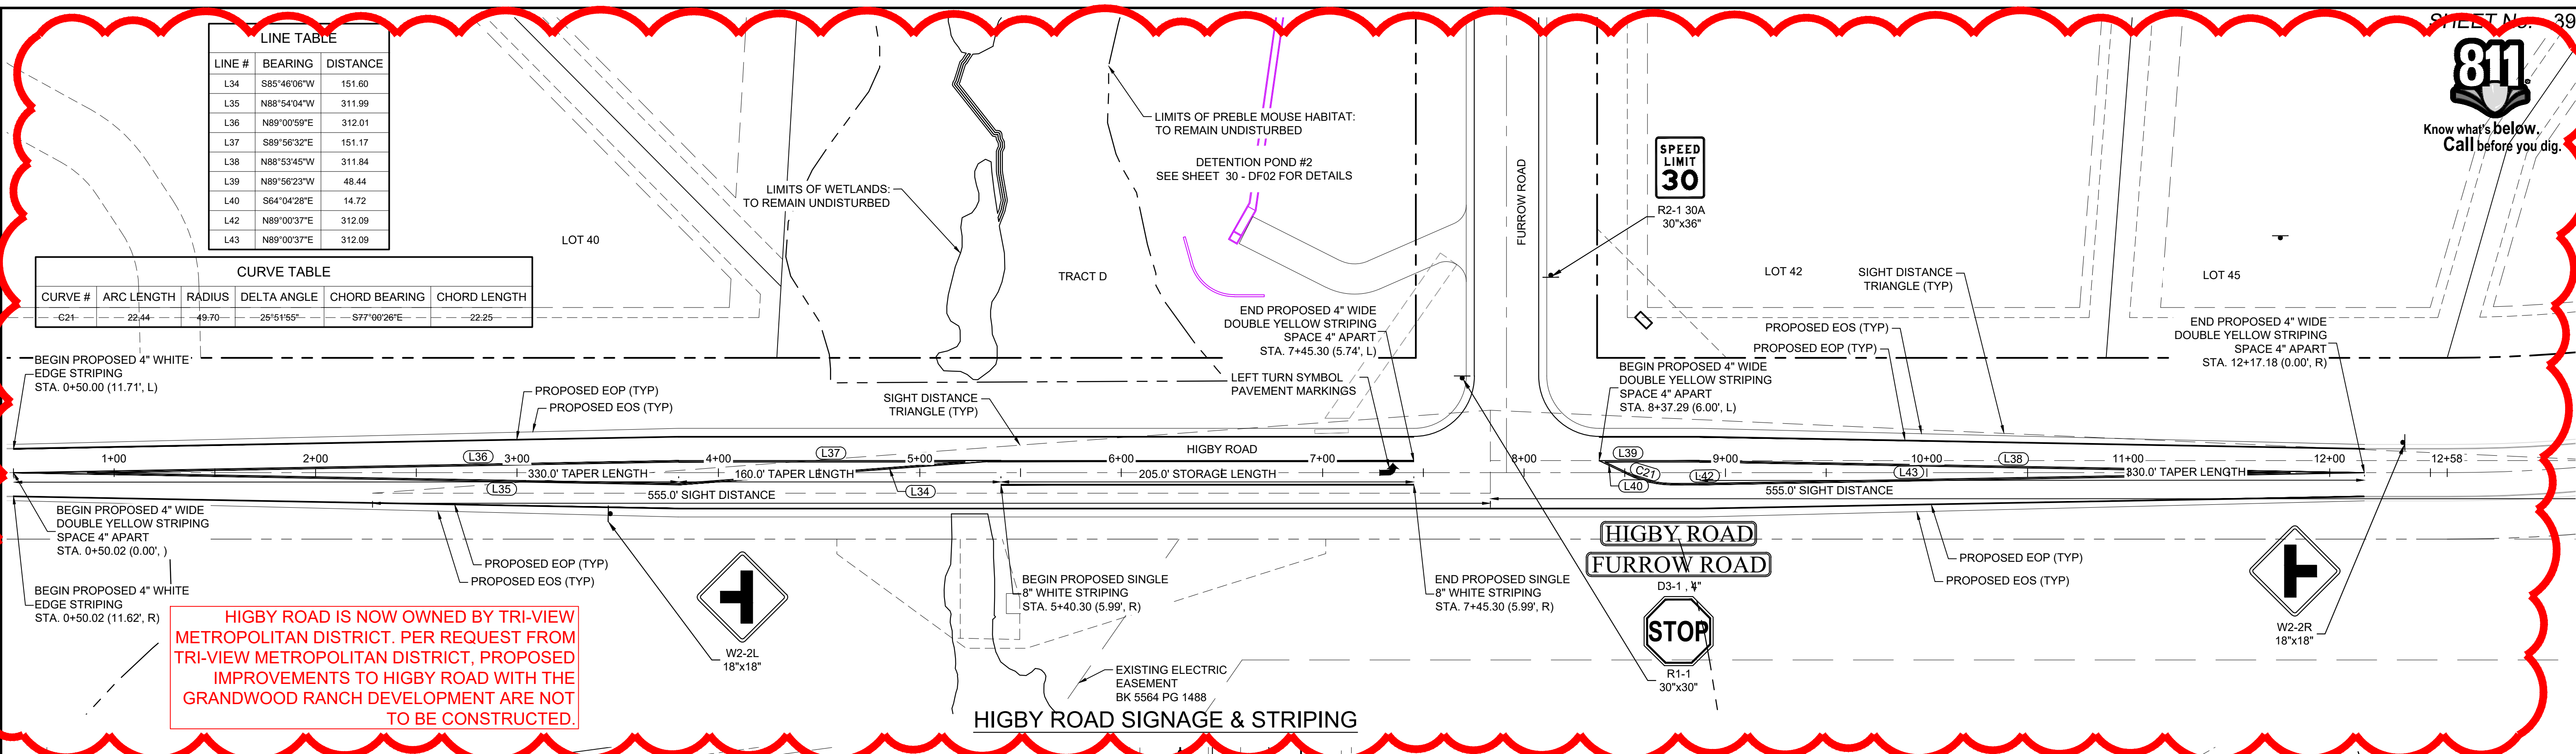 SHEET No. 39
811
Know what's below.
Call before you dig.
LINE TABLE
LINE # BEARING DISTANCE
L34 S85°46'06"W 151.60
L35 N88°54'04"W 311.99
L36 N89°00'59"E 312.01
L37 S89°56'32"E 151.17
L38 N88°53'45"W 311.84
L39 N89°56'23"W 48.44
L40 S64°04'28"E 14.72
L42 N89°00'37"E 312.09
L43 N89°00'37"E 312.09
CURVE TABLE
CURVE # ARC LENGTH RADIUS DELTA ANGLE CHORD BEARING CHORD LENGTH
C21 22.44 49.70 25°51'55" S77°00'26"E 22.25
LOT 40
LIMITS OF WETLANDS:
TO REMAIN UNDISTURBED
LIMITS OF PREBLE MOUSE HABITAT:
TO REMAIN UNDISTURBED
DETENTION POND #2
SEE SHEET 30 - DF02 FOR DETAILS
TRACT D
FURROW ROAD
SPEED
LIMIT
30
R2-1 30A
30"x36"
LOT 42
SIGHT DISTANCE
TRIANGLE (TYP)
LOT 45
END PROPOSED 4" WIDE
DOUBLE YELLOW STRIPING
SPACE 4" APART
STA. 7+45.30 (5.74', L)
LEFT TURN SYMBOL
PAVEMENT MARKINGS
PROPOSED EOS (TYP)
PROPOSED EOP (TYP)
END PROPOSED 4" WIDE
DOUBLE YELLOW STRIPING
SPACE 4" APART
STA. 12+17.18 (0.00', R)
BEGIN PROPOSED 4" WIDE
DOUBLE YELLOW STRIPING
SPACE 4" APART
STA. 8+37.29 (6.00', L)
BEGIN PROPOSED 4" WHITE
EDGE STRIPING
STA. 0+50.00 (11.71', L)
PROPOSED EOP (TYP)
PROPOSED EOS (TYP)
SIGHT DISTANCE
TRIANGLE (TYP)
HIGBY ROAD
1+00 2+00 3+00 4+00 5+00 6+00 7+00 8+00 9+00 10+00 11+00 12+00 12+58
L36 L37 L39 L38
330.0' TAPER LENGTH 160.0' TAPER LENGTH 205.0' STORAGE LENGTH C21 L42 L43 330.0' TAPER LENGTH
L35 L34 L40
555.0' SIGHT DISTANCE 555.0' SIGHT DISTANCE
BEGIN PROPOSED 4" WIDE
DOUBLE YELLOW STRIPING
SPACE 4" APART
STA. 0+50.02 (0.00', )
PROPOSED EOP (TYP)
PROPOSED EOS (TYP)
BEGIN PROPOSED 4" WHITE
EDGE STRIPING
STA. 0+50.02 (11.62', R)
HIGBY ROAD IS NOW OWNED BY TRI-VIEW
METROPOLITAN DISTRICT. PER REQUEST FROM
TRI-VIEW METROPOLITAN DISTRICT, PROPOSED
IMPROVEMENTS TO HIGBY ROAD WITH THE
GRANDWOOD RANCH DEVELOPMENT ARE NOT
TO BE CONSTRUCTED.
W2-2L
18"x18"
BEGIN PROPOSED SINGLE
8" WHITE STRIPING
STA. 5+40.30 (5.99', R)
END PROPOSED SINGLE
8" WHITE STRIPING
STA. 7+45.30 (5.99', R)
EXISTING ELECTRIC
EASEMENT
BK 5564 PG 1488
HIGBY ROAD
FURROW ROAD
D3-1 , 4"
STOP
R1-1
30"x30"
PROPOSED EOP (TYP)
PROPOSED EOS (TYP)
W2-2R
18"x18"
HIGBY ROAD SIGNAGE & STRIPING